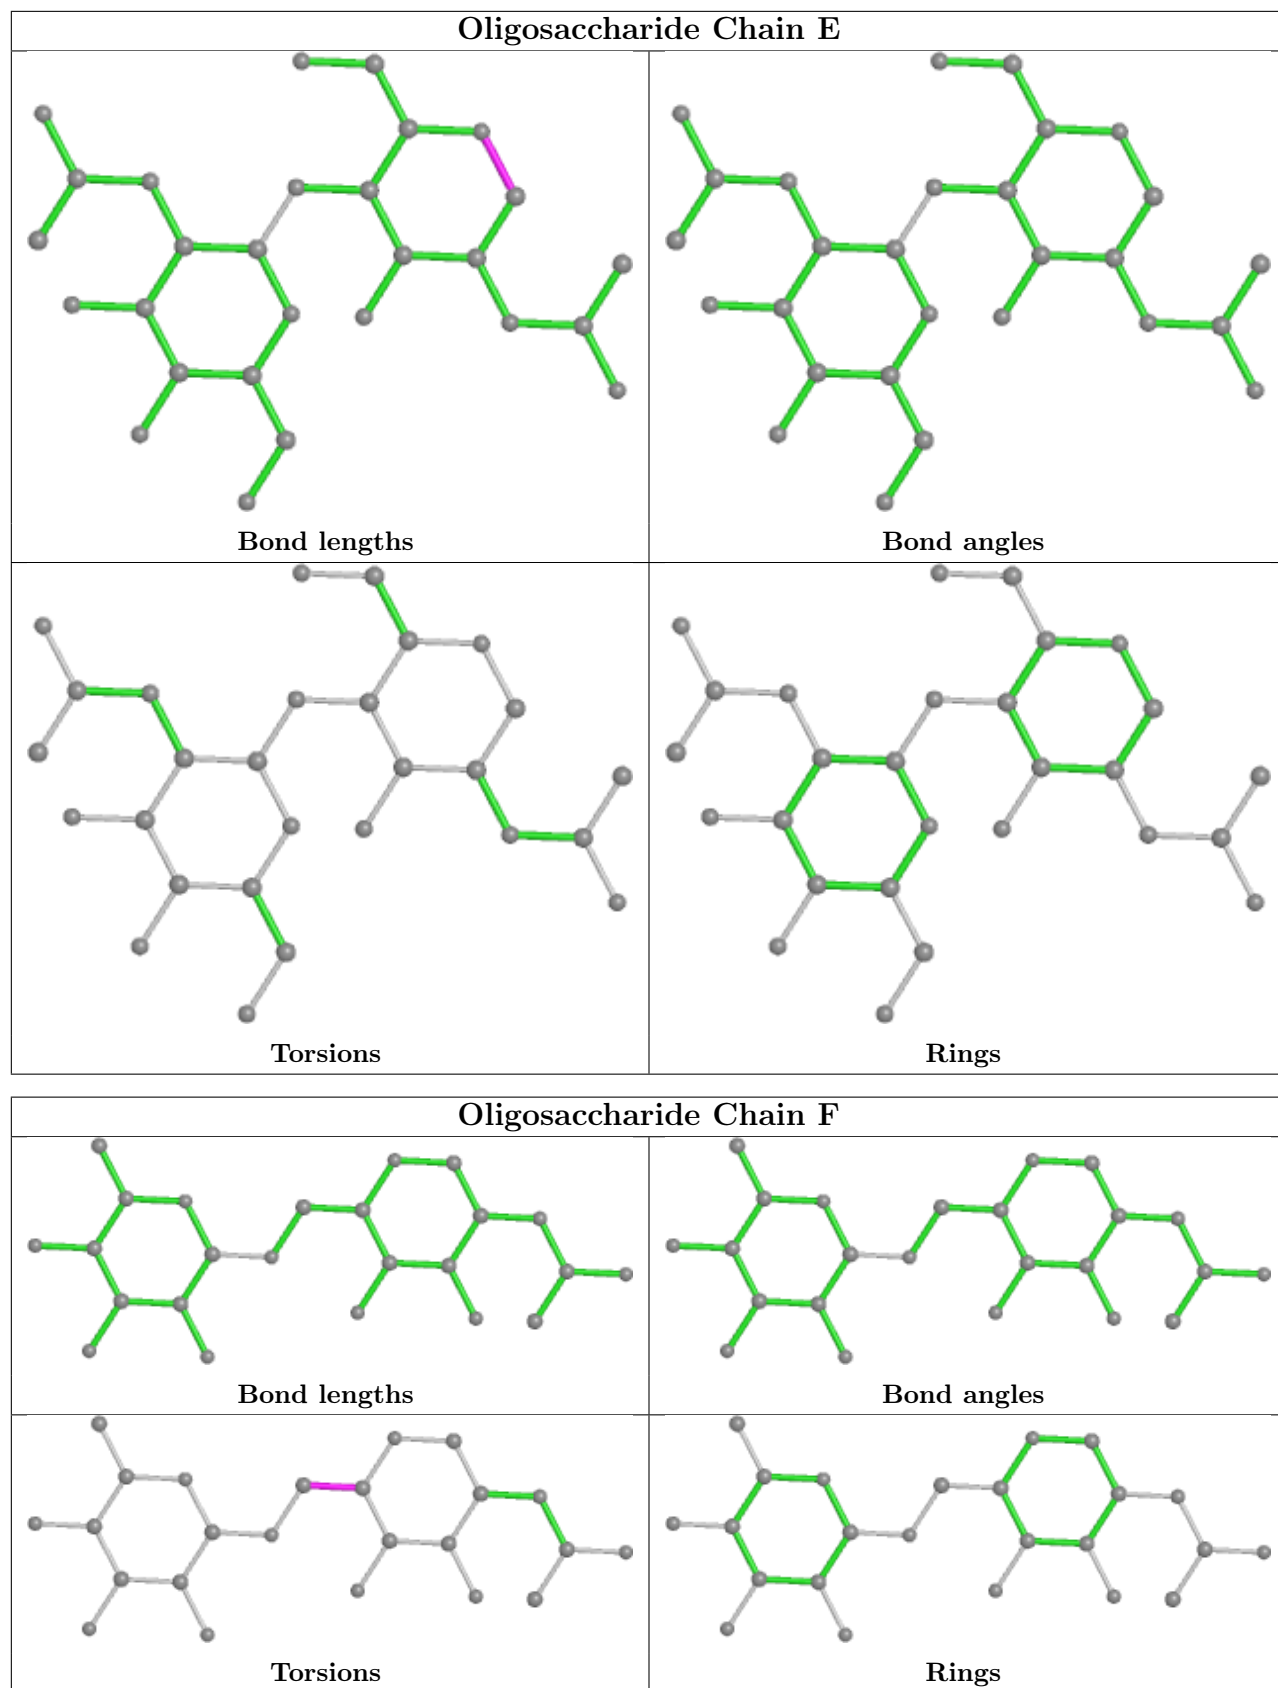 Oligosaccharide Chain E
Bond lengths
Bond angles
Torsions
Rings
Oligosaccharide Chain F
Bond lengths
Bond angles
Torsions
Rings